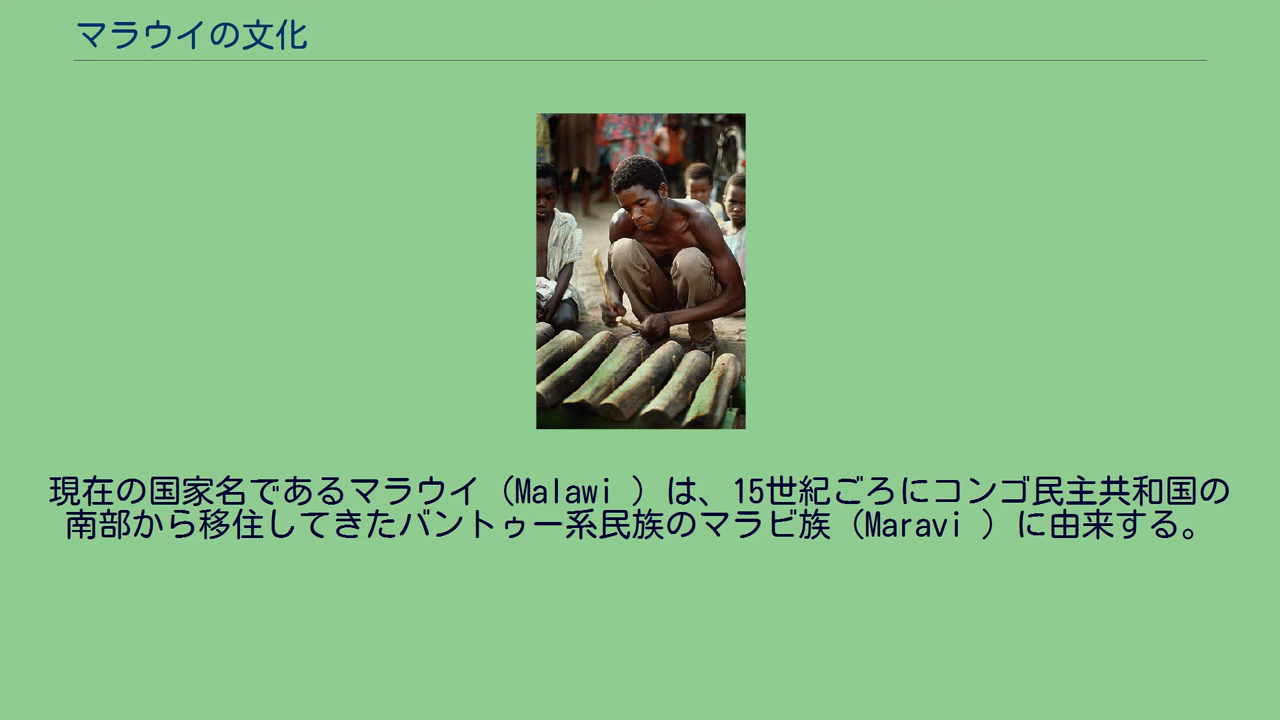 マラウイの文化
現在の国家名であるマラウイ（Malawi ）は、15世紀ごろにコンゴ民主共和国の
南部から移住してきたバントゥー系民族のマラビ族（Maravi ）に由来する。